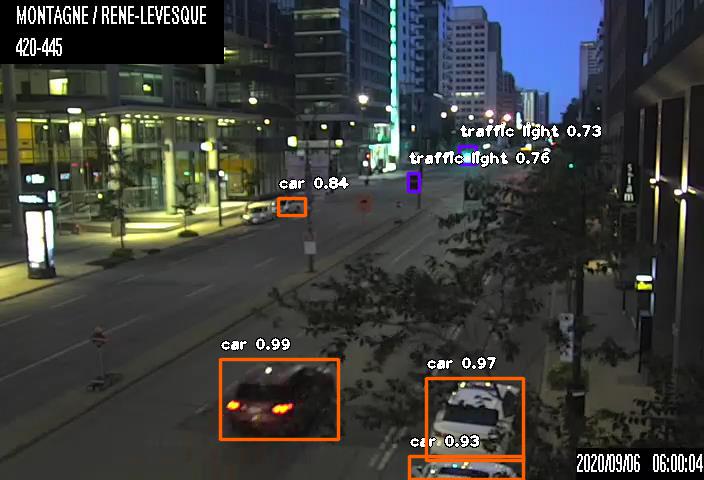 MONTAGNE / RENE-LEVESQUE
420-445
traffic light 0.73
traffic light 0.76
car 0.84
car 0.99
car 0.97
car 0.93
2020/09/06 06:00:04